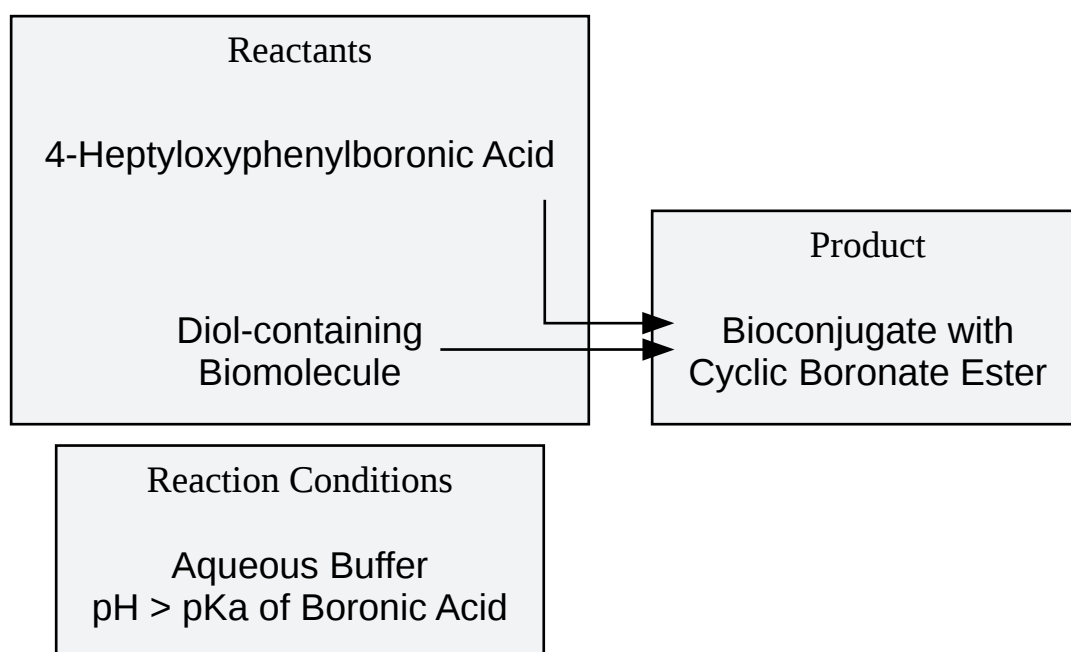 Reactants
4-Heptyloxyphenylboronic Acid
Diol-containing
Biomolecule
Product
Bioconjugate with
Cyclic Boronate Ester
Reaction Conditions
Aqueous Buffer
pH > pKa of Boronic Acid